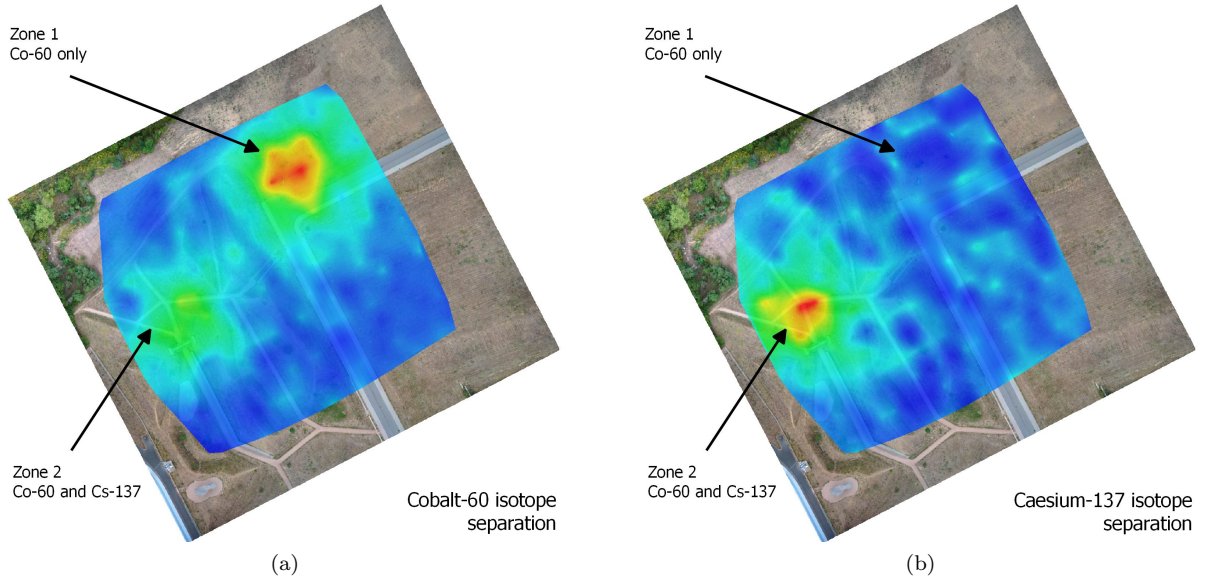 Zone 1
Co-60 only
Zone 2
Co-60 and Cs-137
Cobalt-60 isotope
separation
(a)
Zone 1
Co-60 only
Zone 2
Co-60 and Cs-137
Caesium-137 isotope
separation
(b)